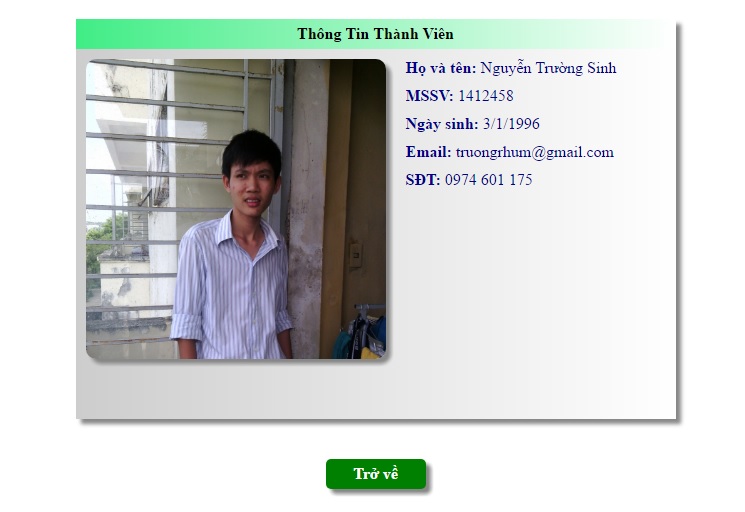 Thông Tin Thành Viên
Họ và tên: Nguyễn Trường Sinh
MSSV: 1412458
Ngày sinh: 3/1/1996
Email: truongrhum@gmail.com
SĐT: 0974 601 175
Trở về